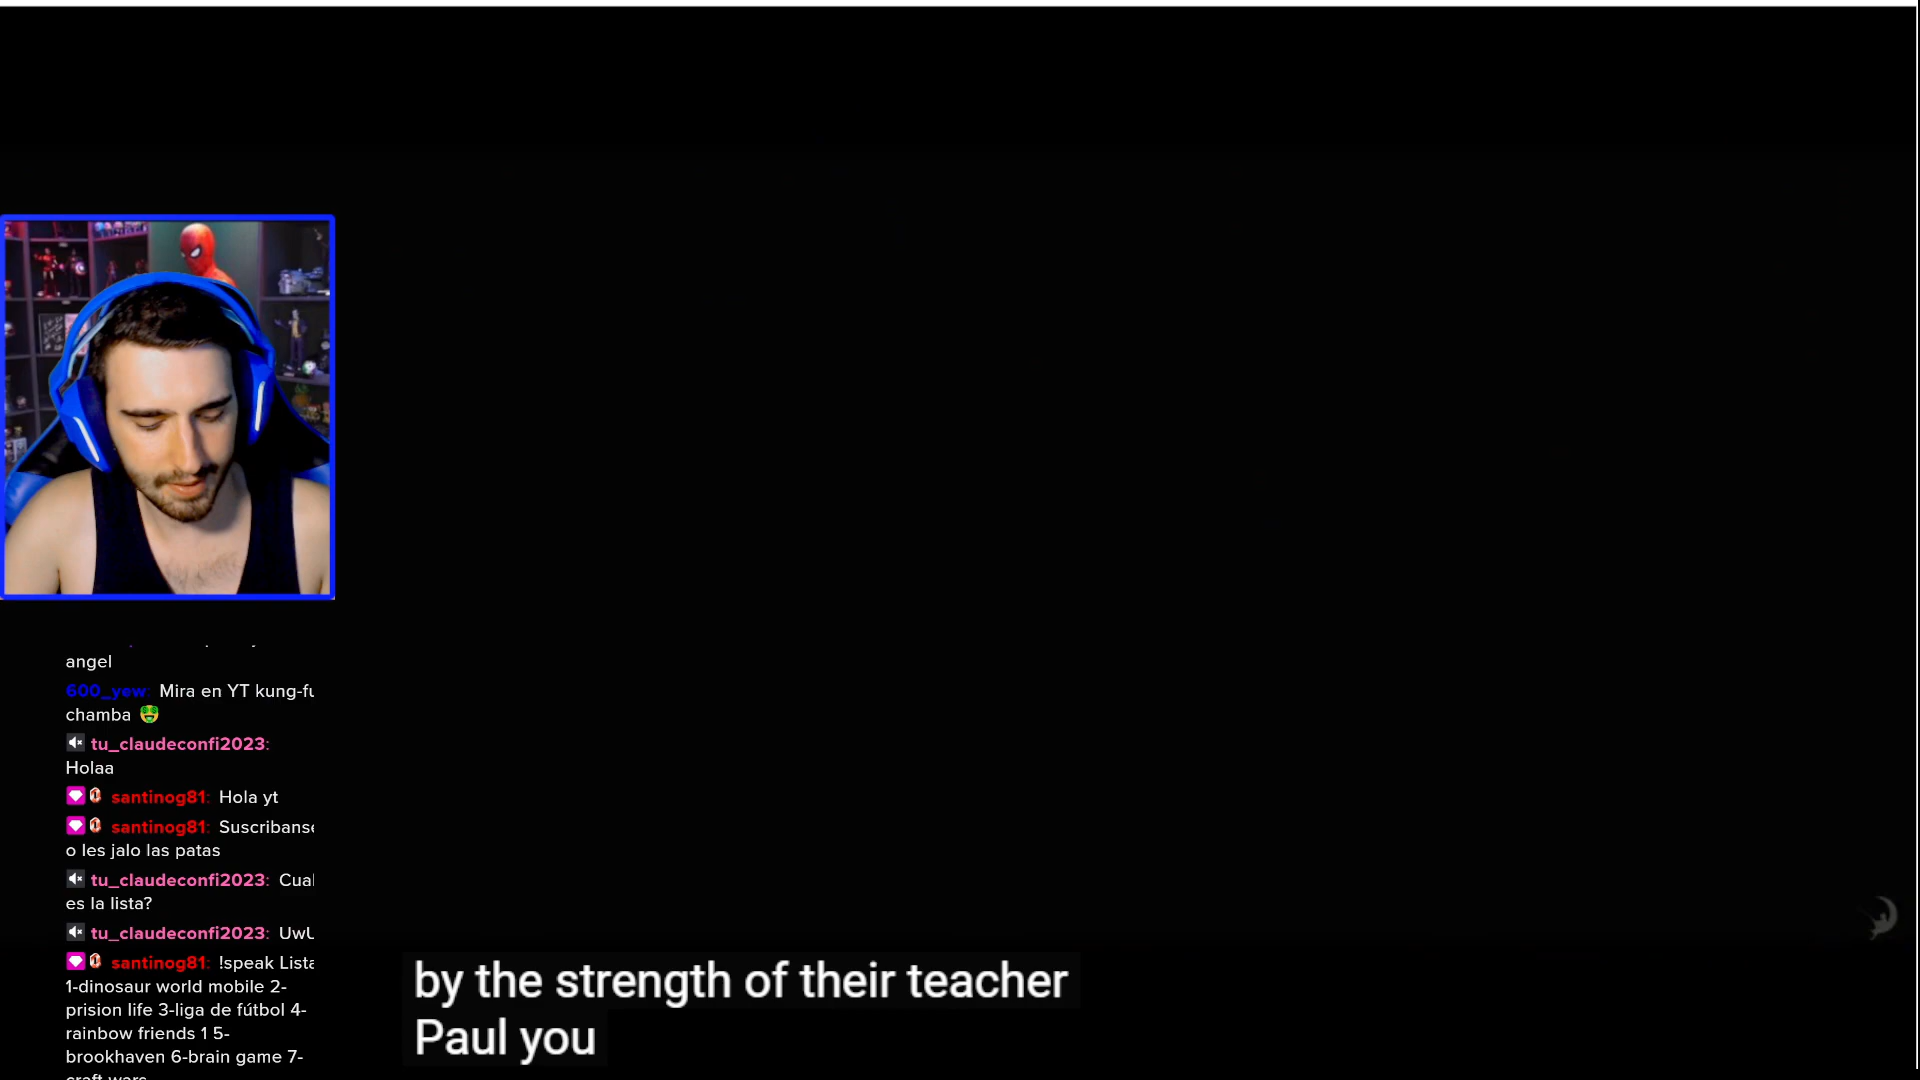 angel
600_yew: Mira en YT kung-fu
chamba
tu_claudeconfi2023:
Holaa
santinog81: Hola yt
santinog81: Suscribanse
o les jalo las patas
tu_claudeconfi2023: Cual
es la lista?
tu_claudeconfi2023: UwU
santinog81: !speak Lista
1-dinosaur world mobile 2-
prision life 3-liga de fútbol 4-
rainbow friends 1 5-
brookhaven 6-brain game 7-
craft wars
by the strength of their teacher
Paul you